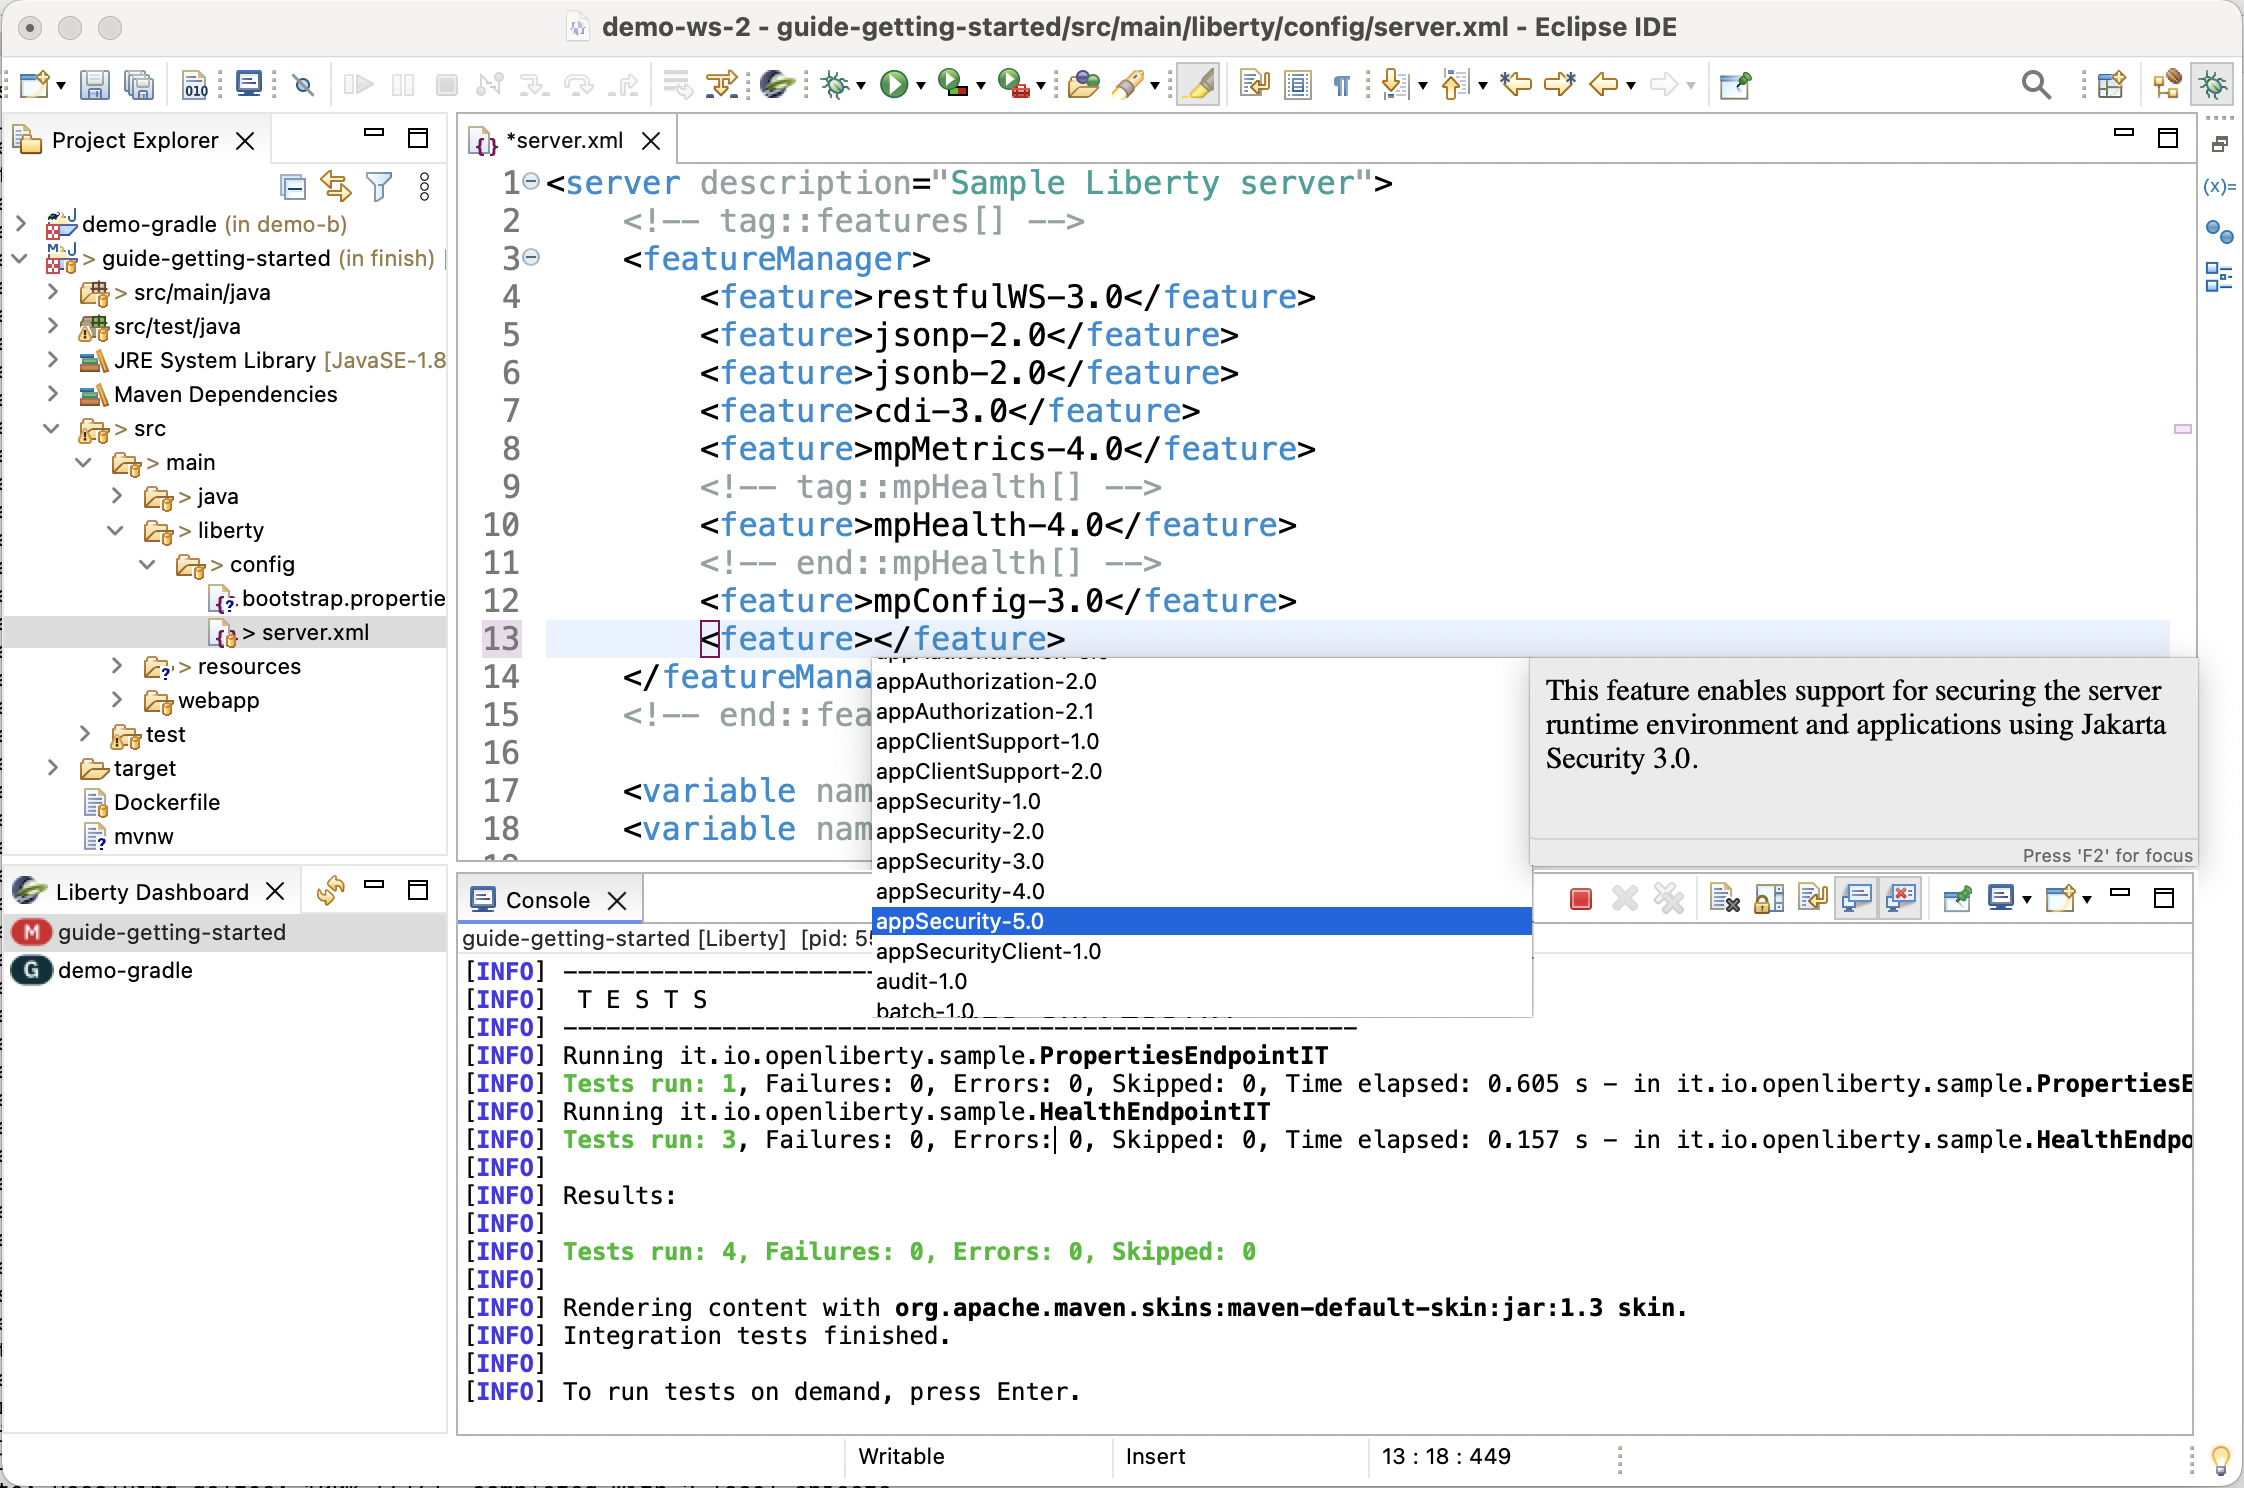 demo-ws-2 - guide-getting-started/src/main/liberty/config/server.xml - Eclipse IDE
010
Project Explorer
demo-gradle (in demo-b)
> guide-getting-started (in finish)
> src/main/java
src/test/java
JRE System Library [JavaSE-1.8
Maven Dependencies
> src
> main
> java
> liberty
> config
bootstrap.propertie
> server.xml
> resources
webapp
test
target
Dockerfile
mvnw
*server.xml
1 <server description="Sample Liberty server">
2 <!-- tag::features[] -->
3 <featureManager>
4 <feature>restfulWS-3.0</feature>
5 <feature>jsonp-2.0</feature>
6 <feature>jsonb-2.0</feature>
7 <feature>cdi-3.0</feature>
8 <feature>mpMetrics-4.0</feature>
9 <!-- tag::mpHealth[] -->
10 <feature>mpHealth-4.0</feature>
11 <!-- end::mpHealth[] -->
12 <feature>mpConfig-3.0</feature>
13 <feature></feature>
14 </featureMana
15 <!-- end::fea
16
17 <variable nam
18 <variable nam
appAuthorization-2.0
appAuthorization-2.1
appClientSupport-1.0
appClientSupport-2.0
appSecurity-1.0
appSecurity-2.0
appSecurity-3.0
appSecurity-4.0
appSecurity-5.0
appSecurityClient-1.0
audit-1.0
batch-1.0
This feature enables support for securing the server
runtime environment and applications using Jakarta
Security 3.0.
Press 'F2' for focus
(x)=
Liberty Dashboard
M guide-getting-started
G demo-gradle
Console
guide-getting-started [Liberty] [pid: 55
[INFO] ----------------------
[INFO] T E S T S
[INFO] -------------------------------------------------------
[INFO] Running it.io.openliberty.sample.PropertiesEndpointIT
[INFO] Tests run: 1, Failures: 0, Errors: 0, Skipped: 0, Time elapsed: 0.605 s - in it.io.openliberty.sample.PropertiesE
[INFO] Running it.io.openliberty.sample.HealthEndpointIT
[INFO] Tests run: 3, Failures: 0, Errors: 0, Skipped: 0, Time elapsed: 0.157 s - in it.io.openliberty.sample.HealthEndpo
[INFO]
[INFO] Results:
[INFO]
[INFO] Tests run: 4, Failures: 0, Errors: 0, Skipped: 0
[INFO]
[INFO] Rendering content with org.apache.maven.skins:maven-default-skin:jar:1.3 skin.
[INFO] Integration tests finished.
[INFO]
[INFO] To run tests on demand, press Enter.
Writable
Insert
13 : 18 : 449